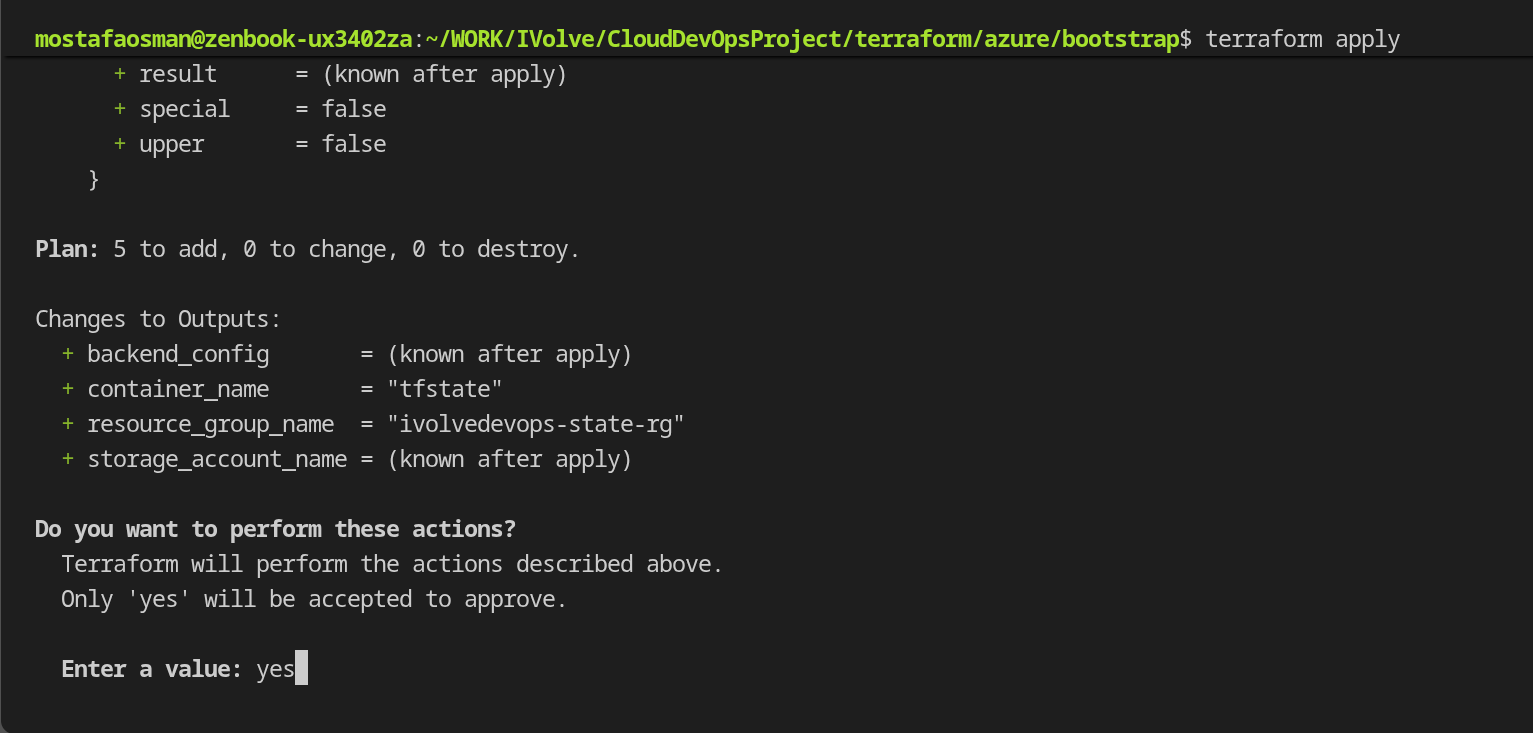 mostafaosman@zenbook-ux3402za:~/WORK/IVolve/CloudDevOpsProject/terraform/azure/bootstrap$ terraform apply
      + result      = (known after apply)
      + special     = false
      + upper       = false
    }

Plan: 5 to add, 0 to change, 0 to destroy.

Changes to Outputs:
  + backend_config       = (known after apply)
  + container_name       = "tfstate"
  + resource_group_name  = "ivolvedevops-state-rg"
  + storage_account_name = (known after apply)

Do you want to perform these actions?
  Terraform will perform the actions described above.
  Only 'yes' will be accepted to approve.

  Enter a value: yes